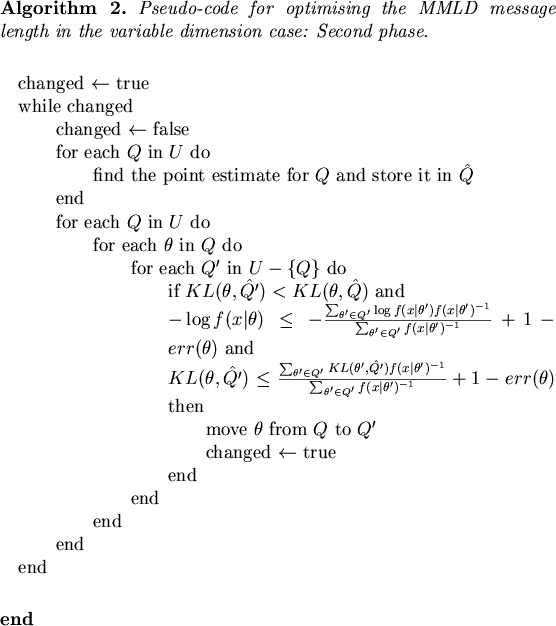 Algorithm 2. Pseudo-code for optimising the MMLD message
length in the variable dimension case: Second phase.
changed ← true
while changed
changed ← false
for each Q in U do
find the point estimate for Q and store it in Q̂
end
for each Q in U do
for each θ in Q do
for each Q′ in U − {Q} do
if KL(θ, Q̂′) < KL(θ, Q̂) and
− log f(x|θ) ≤ −\frac{∑_{θ′∈Q′} log f(x|θ′)f(x|θ′)^{−1}}{∑_{θ′∈Q′} f(x|θ′)^{−1}} + 1 −
err(θ) and
KL(θ, Q̂′) ≤ \frac{∑_{θ′∈Q′} KL(θ′,Q̂′)f(x|θ′)^{−1}}{∑_{θ′∈Q′} f(x|θ′)^{−1}} + 1 − err(θ)
then
move θ from Q to Q′
changed ← true
end
end
end
end
end
end